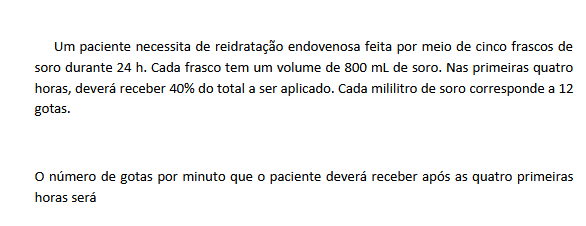 Um paciente necessita de reidratação endovenosa feita por meio de cinco frascos de
soro durante 24 h. Cada frasco tem um volume de 800 mL de soro. Nas primeiras quatro
horas, deverá receber 40% do total a ser aplicado. Cada mililitro de soro corresponde a 12
gotas.
O número de gotas por minuto que o paciente deverá receber após as quatro primeiras
horas será